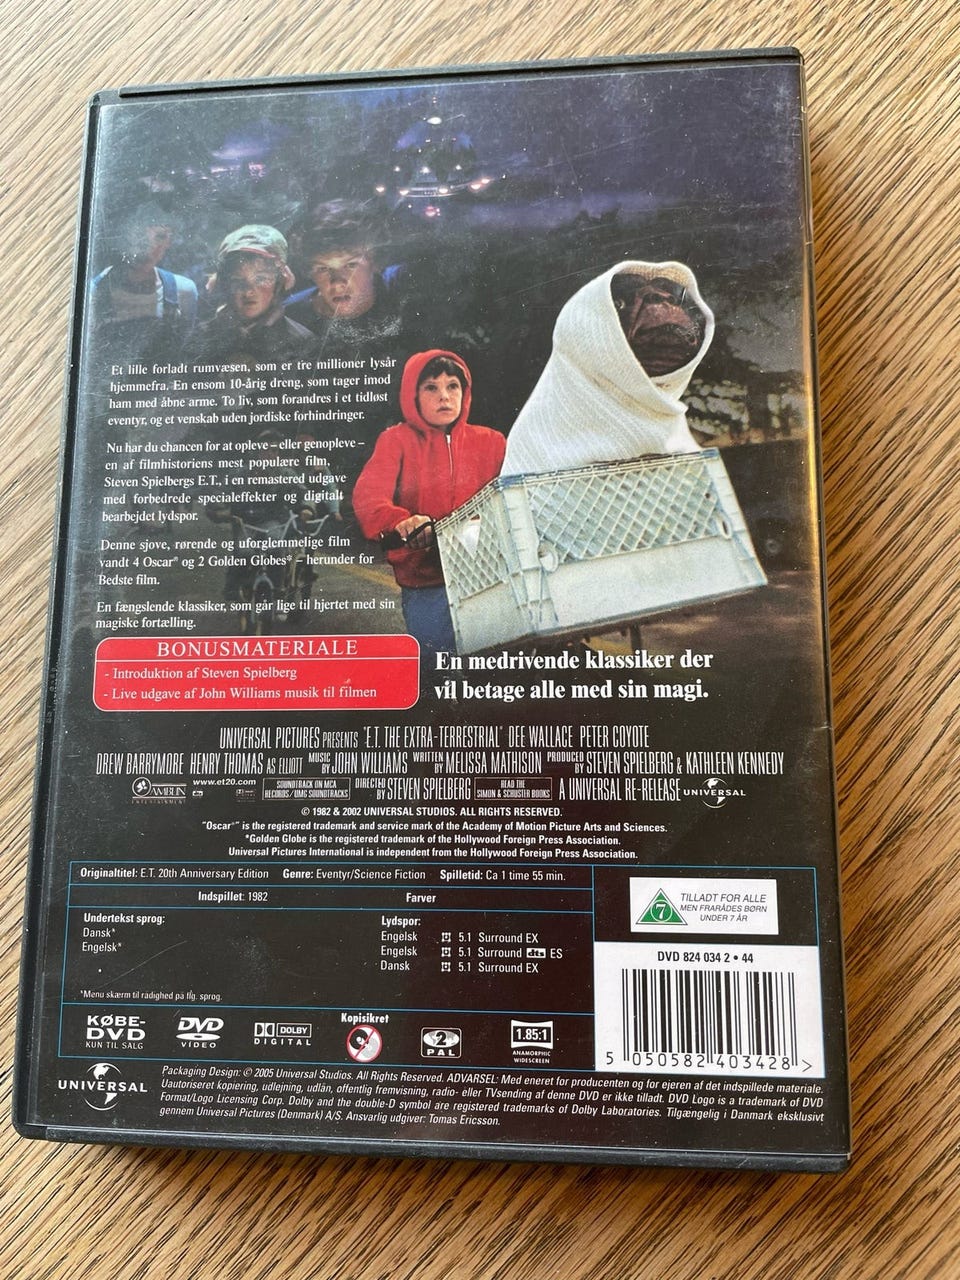 Et lille forladt rumvæsen, som er tre millioner lysår
hjemmefra. En ensom 10-årig dreng, som tager imod
ham med åbne arme. To liv, som forandres i et tidløst
eventyr, og et venskab uden jordiske forhindringer.
Nu har du chancen for at opleve – eller genopleve –
en af filmhistoriens mest populære film,
Steven Spielbergs E.T., i en remastered udgave
med forbedrede specialeffekter og digitalt
bearbejdet lydspor.
Denne sjove, rørende og uforglemmelige film
vandt 4 Oscar® og 2 Golden Globes* – herunder for
Bedste film.
En fængslende klassiker, som går lige til hjertet med sin
magiske fortælling.
BONUSMATERIALE
- Introduktion af Steven Spielberg
- Live udgave af John Williams musik til filmen
En medrivende klassiker der
vil betage alle med sin magi.
UNIVERSAL PICTURES PRESENTS 'E.T. THE EXTRA-TERRESTRIAL' DEE WALLACE PETER COYOTE
DREW BARRYMORE HENRY THOMAS AS ELLIOTT MUSIC BY JOHN WILLIAMS WRITTEN BY MELISSA MATHISON PRODUCED BY STEVEN SPIELBERG & KATHLEEN KENNEDY
AMBLIN ENTERTAINMENT www.et20.com dts SOUNDTRACK ON MCA RECORDS/UMG SOUNDTRACKS DIRECTED BY STEVEN SPIELBERG READ THE SIMON & SCHUSTER BOOKS A UNIVERSAL RE-RELEASE UNIVERSAL
© 1982 & 2002 UNIVERSAL STUDIOS. ALL RIGHTS RESERVED.
"Oscar®" is the registered trademark and service mark of the Academy of Motion Picture Arts and Sciences.
*Golden Globe is the registered trademark of the Hollywood Foreign Press Association.
Universal Pictures International is independent from the Hollywood Foreign Press Association.
Originaltitel: E.T. 20th Anniversary Edition Genre: Eventyr/Science Fiction Spilletid: Ca 1 time 55 min.
Indspillet: 1982 Farver
Undertekst sprog:
Dansk*
Engelsk*
Lydspor:
Engelsk 5.1 Surround EX
Engelsk 5.1 Surround dts ES
Dansk 5.1 Surround EX
*Menu skærm til rådighed på flg. sprog.
7 TILLADT FOR ALLE
MEN FRARÅDES BØRN
UNDER 7 ÅR
DVD 824 034 2 • 44
5 050582 403428 >
KØBE-
DVD
KUN TIL SALG
DVD
VIDEO
DOLBY
DIGITAL
Kopisikret
2
PAL
1.85:1
ANAMORPHIC
WIDESCREEN
UNIVERSAL
Packaging Design: © 2005 Universal Studios. All Rights Reserved. ADVARSEL: Med eneret for producenten og for ejeren af det indspillede materiale.
Uautoriseret kopiering, udlejning, udlån, offentlig fremvisning, radio- eller TVsending af denne DVD er ikke tilladt. DVD Logo is a trademark of DVD
Format/Logo Licensing Corp. Dolby and the double-D symbol are registered trademarks of Dolby Laboratories. Tilgængelig i Danmark eksklusivt
gennem Universal Pictures (Denmark) A/S. Ansvarlig udgiver: Tomas Ericsson.